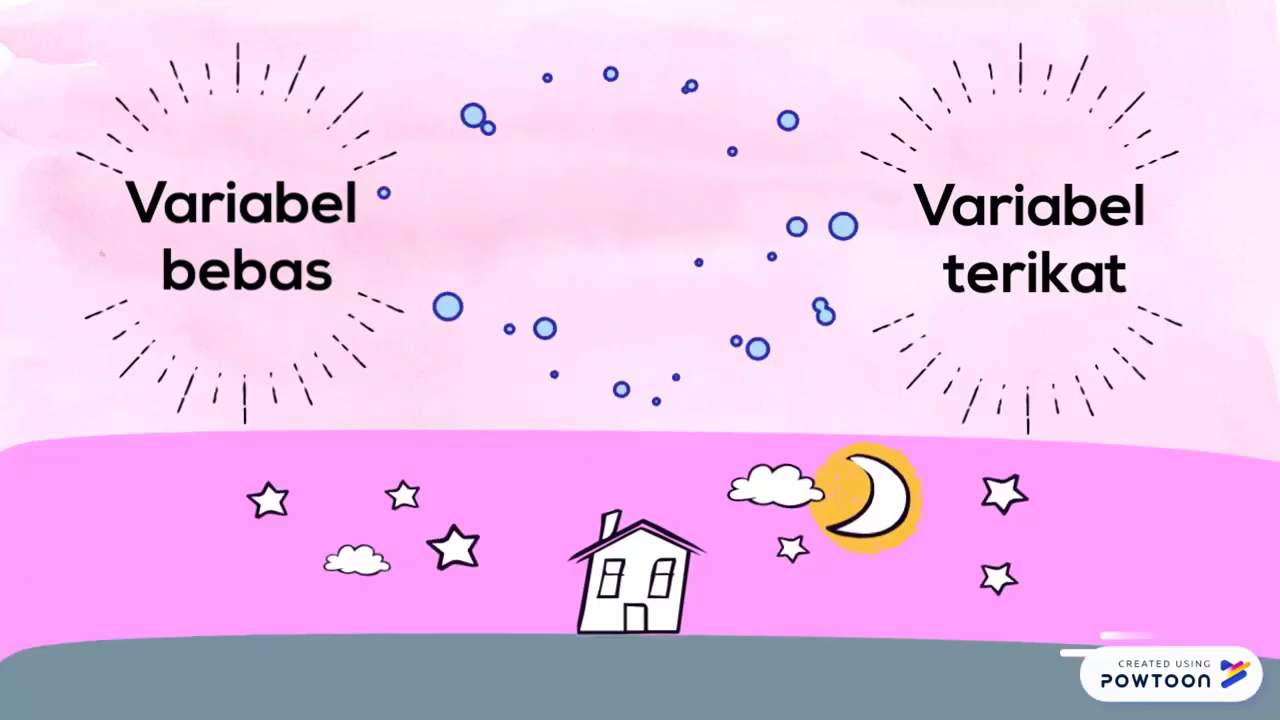 Variabel
bebas
Variabel
terikat
CREATED USING
POWTOON